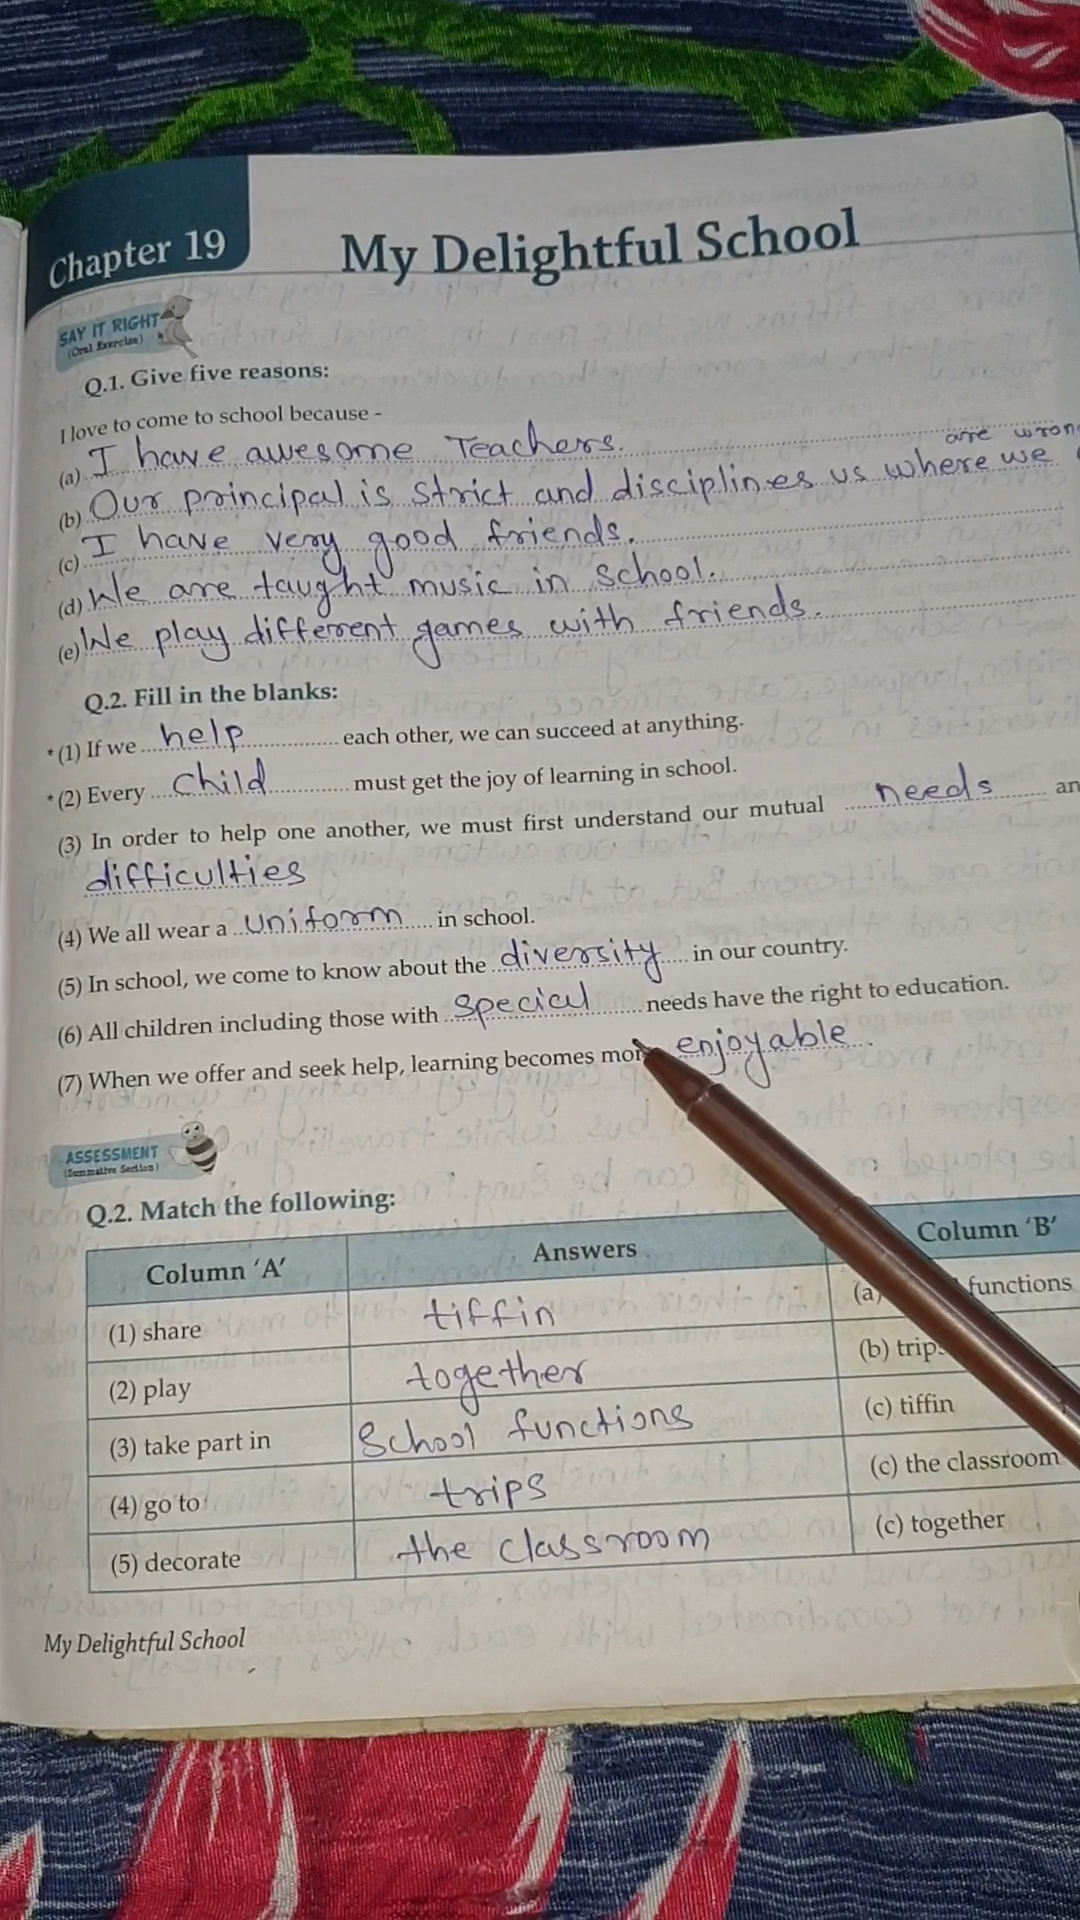 Chapter 19
My Delightful School
SAY IT RIGHT
(Oral Exercise)
Q.1. Give five reasons:
I love to come to school because -
(a) I have awesome Teachers.
are wron
(b) Our principal is strict and disciplines us where we
(c) I have very good friends.
(d) We are taught music in school.
(e) We play different games with friends.
Q.2. Fill in the blanks:
*(1) If we help each other, we can succeed at anything.
*(2) Every child must get the joy of learning in school.
(3) In order to help one another, we must first understand our mutual needs an
difficulties
(4) We all wear a uniform in school.
(5) In school, we come to know about the diversity in our country.
(6) All children including those with special needs have the right to education.
(7) When we offer and seek help, learning becomes mor enjoyable.
ASSESSMENT
(Summative Section)
Q.2. Match the following:
Column 'A' Answers Column 'B'
(1) share tiffin (a) functions
(2) play together (b) trips
(3) take part in School functions (c) tiffin
(4) go to trips (c) the classroom
(5) decorate the classroom (c) together
My Delightful School